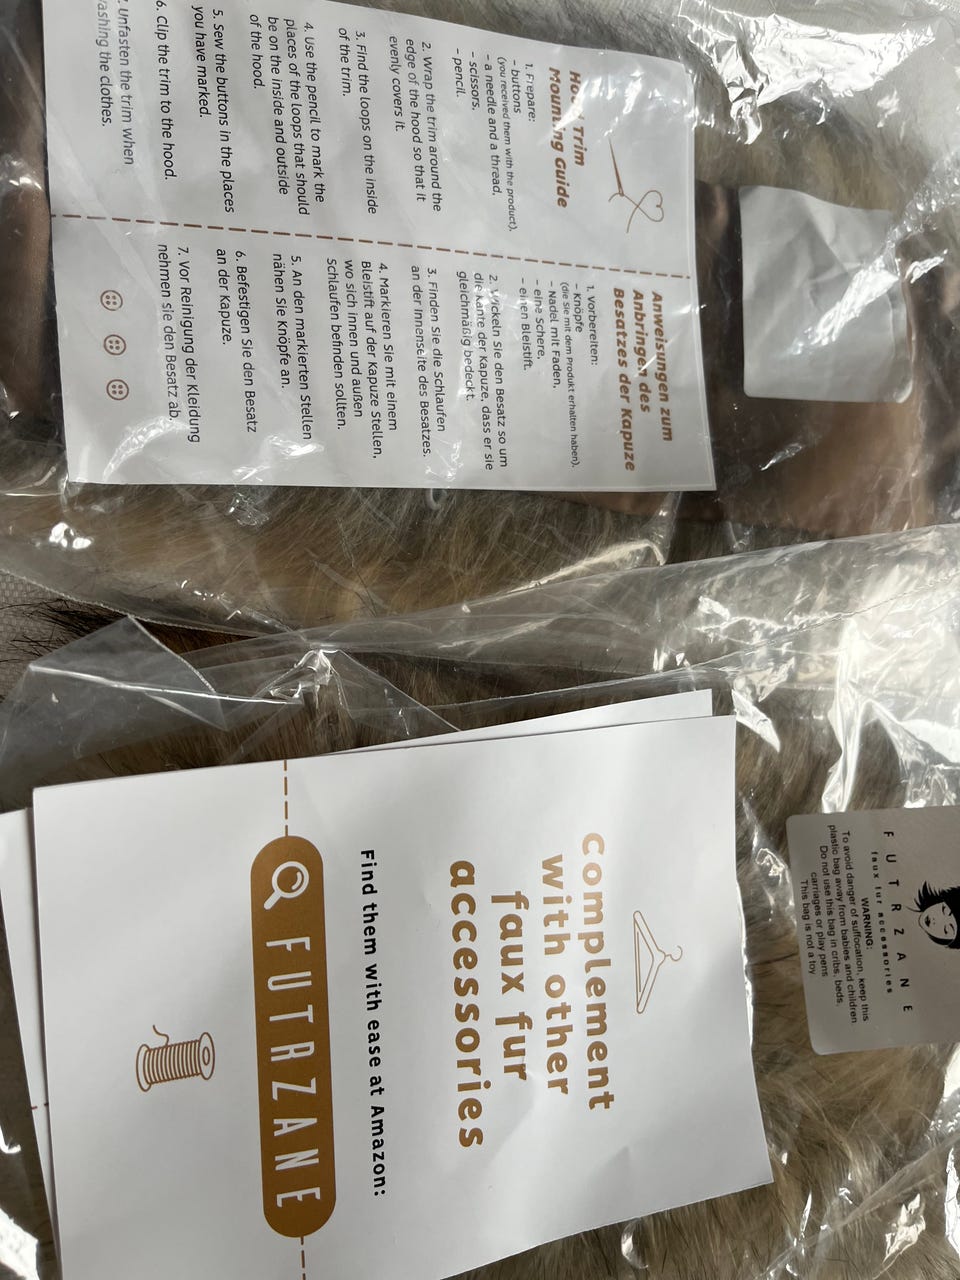 Hood Trim
Mounting Guide
1. Prepare:
- buttons
(you received them with the product),
- a needle and a thread,
- scissors,
- pencil.
2. Wrap the trim around the
edge of the hood so that it
evenly covers it.
3. Find the loops on the inside
of the trim.
4. Use the pencil to mark the
places of the loops that should
be on the inside and outside
of the hood.
5. Sew the buttons in the places
you have marked.
6. Clip the trim to the hood.
7. Unfasten the trim when
washing the clothes.
Anweisungen zum
Anbringen des
Besatzes der Kapuze
1. Vorbereiten:
- Knöpfe
(die Sie mit dem Produkt erhalten haben),
- Nadel mit Faden,
- eine Schere,
- einen Bleistift.
2. Wickeln Sie den Besatz so um
die Kante der Kapuze, dass er sie
gleichmäßig bedeckt.
3. Finden Sie die Schlaufen
an der Innenseite des Besatzes.
4. Markieren Sie mit einem
Bleistift auf der Kapuze Stellen,
wo sich innen und außen
Schlaufen befinden sollten.
5. An den markierten Stellen
nähen Sie Knöpfe an.
6. Befestigen Sie den Besatz
an der Kapuze.
7. Vor Reinigung der Kleidung
nehmen Sie den Besatz ab.
complement
with other
faux fur
accessories
Find them with ease at Amazon:
FUTRZANE
FUTRZANE
faux fur accessories
WARNING:
To avoid danger of suffocation, keep this
plastic bag away from babies and children
Do not use this bag in cribs, beds,
carriages or play pens
This bag is not a toy